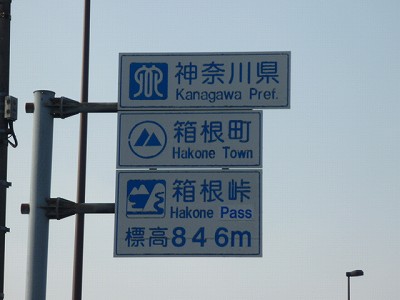 神奈川県
Kanagawa Pref.
箱根町
Hakone Town
箱根峠
Hakone Pass
標高846m